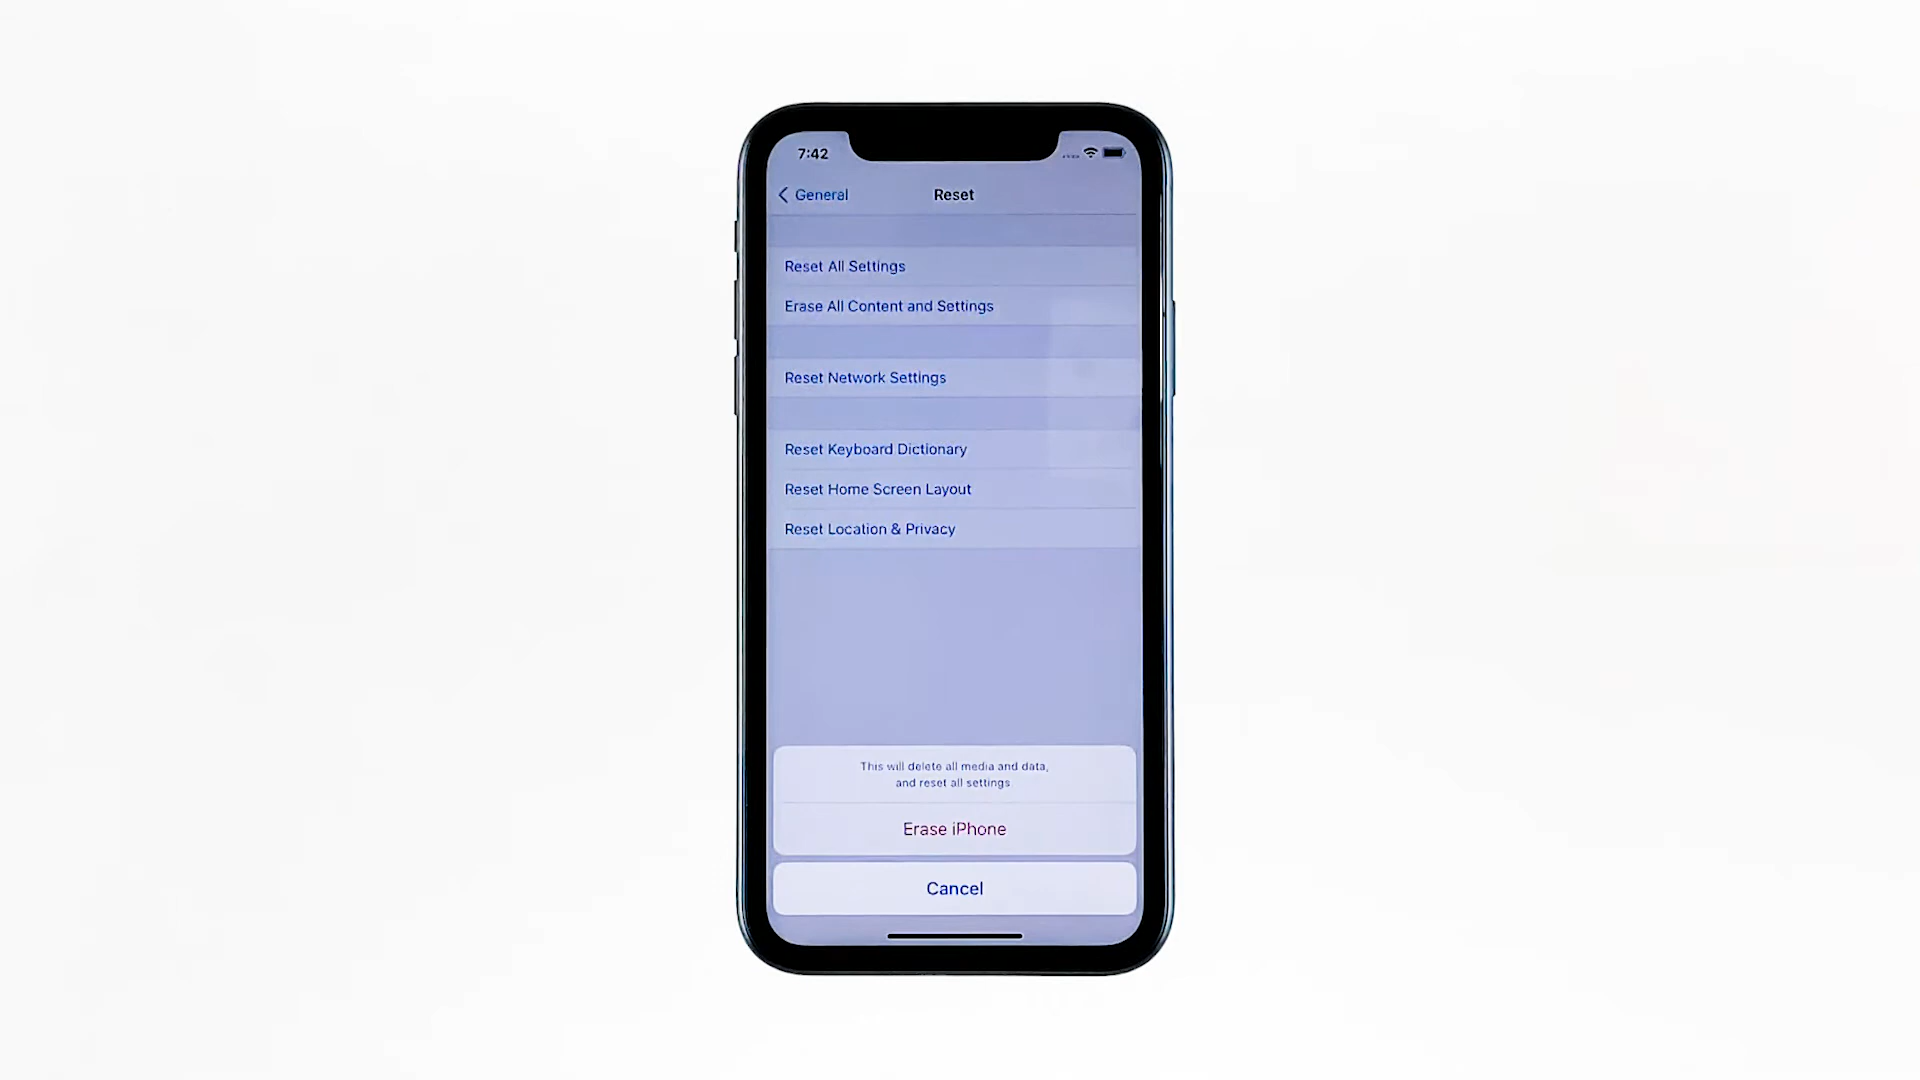 7:42
General
Reset
Reset All Settings
Erase All Content and Settings
Reset Network Settings
Reset Keyboard Dictionary
Reset Home Screen Layout
Reset Location & Privacy
This will delete all media and data,
and reset all settings
Erase iPhone
Cancel